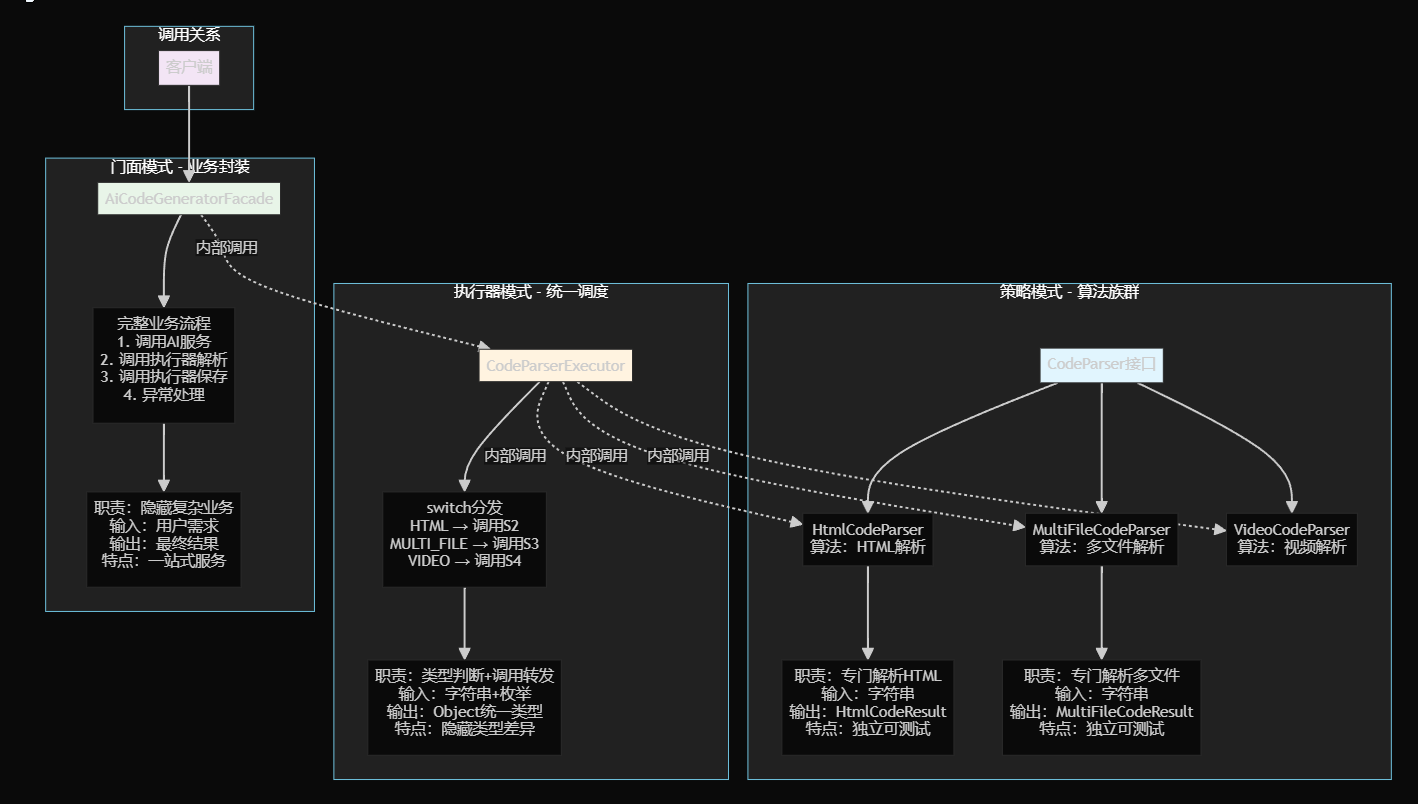 调用关系
客户端
门面模式 - 业务封装
AiCodeGeneratorFacade
内部调用
完整业务流程
1. 调用AI服务
2. 调用执行器解析
3. 调用执行器保存
4. 异常处理
职责：隐藏复杂业务
输入：用户需求
输出：最终结果
特点：一站式服务
执行器模式 - 统一调度
CodeParserExecutor
内部调用
内部调用
内部调用
switch分发
HTML → 调用S2
MULTI_FILE → 调用S3
VIDEO → 调用S4
职责：类型判断+调用转发
输入：字符串+枚举
输出：Object统一类型
特点：隐藏类型差异
策略模式 - 算法族群
CodeParser接口
HtmlCodeParser
算法：HTML解析
MultiFileCodeParser
算法：多文件解析
VideoCodeParser
算法：视频解析
职责：专门解析HTML
输入：字符串
输出：HtmlCodeResult
特点：独立可测试
职责：专门解析多文件
输入：字符串
输出：MultiFileCodeResult
特点：独立可测试